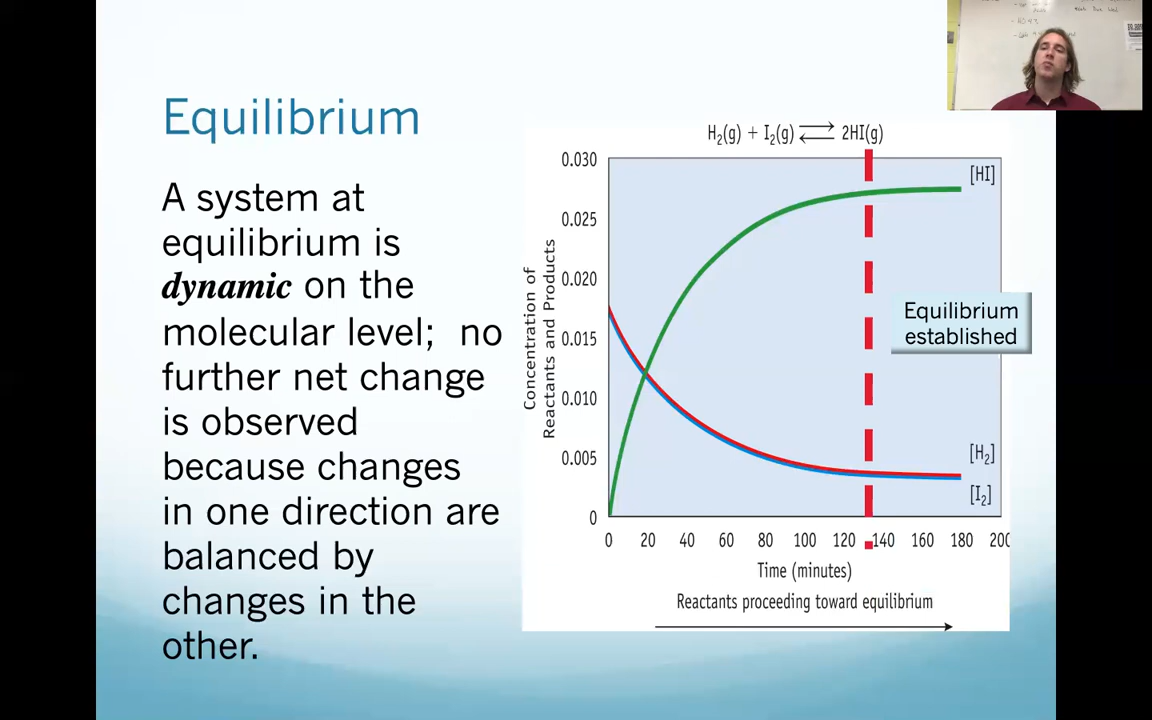 Equilibrium
A system at
equilibrium is
dynamic on the
molecular level;  no
further net change
is observed
because changes
in one direction are
balanced by
changes in the
other.
H₂(g) + I₂(g) ⇄ 2HI(g)
Concentration of
Reactants and Products
0.030
0.025
0.020
0.015
0.010
0.005
0
[HI]
Equilibrium
established
[H₂]
[I₂]
0 20 40 60 80 100 120 140 160 180 200
Time (minutes)
Reactants proceeding toward equilibrium